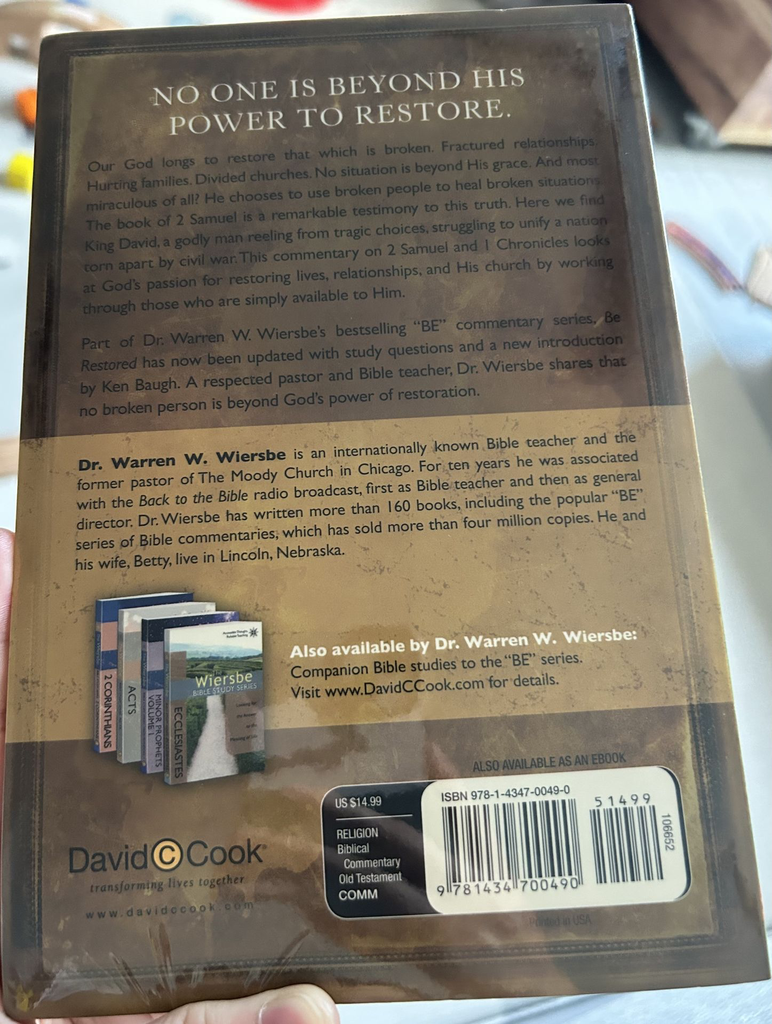 NO ONE IS BEYOND HIS
POWER TO RESTORE.
Our God longs to restore that which is broken. Fractured relationships.
Hurting families. Divided churches. No situation is beyond His grace. And most
miraculous of all? He chooses to use broken people to heal broken situations.
The book of 2 Samuel is a remarkable testimony to this truth. Here we find
King David, a godly man reeling from tragic choices, struggling to unify a nation
torn apart by civil war. This commentary on 2 Samuel and 1 Chronicles looks
at God's passion for restoring lives, relationships, and His church by working
through those who are simply available to Him.
Part of Dr. Warren W. Wiersbe's bestselling "BE" commentary series, Be
Restored has now been updated with study questions and a new introduction
by Ken Baugh. A respected pastor and Bible teacher, Dr. Wiersbe shares that
no broken person is beyond God's power of restoration.
Dr. Warren W. Wiersbe is an internationally known Bible teacher and the
former pastor of The Moody Church in Chicago. For ten years he was associated
with the Back to the Bible radio broadcast, first as Bible teacher and then as general
director. Dr. Wiersbe has written more than 160 books, including the popular "BE"
series of Bible commentaries, which has sold more than four million copies. He and
his wife, Betty, live in Lincoln, Nebraska.
2 CORINTHIANS
ACTS
MINOR PROPHETS
VOLUME 1
ECCLESIASTES
Wiersbe
BIBLE STUDY SERIES
Also available by Dr. Warren W. Wiersbe:
Companion Bible studies to the "BE" series.
Visit www.DavidCCook.com for details.
ALSO AVAILABLE AS AN EBOOK
US $14.99
RELIGION
Biblical
Commentary
Old Testament
COMM
ISBN 978-1-4347-0049-0
51499
9 781434 700490
106652
David C Cook®
transforming lives together
www.davidccook.com
Printed in USA